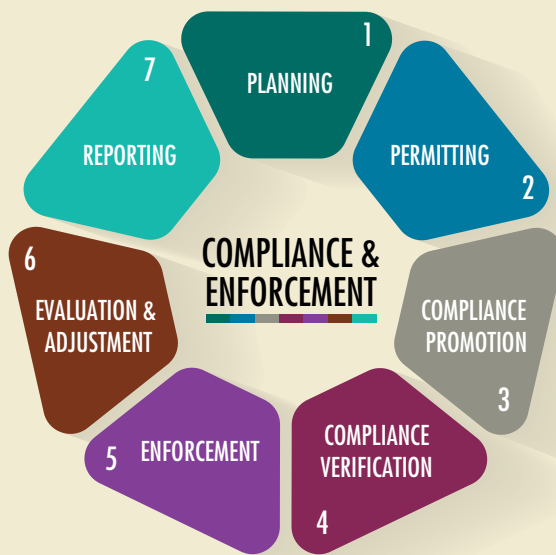 1
PLANNING
PERMITTING
2
COMPLIANCE
PROMOTION
3
COMPLIANCE
VERIFICATION
4
5
ENFORCEMENT
6
EVALUATION &
ADJUSTMENT
7
REPORTING
COMPLIANCE &
ENFORCEMENT